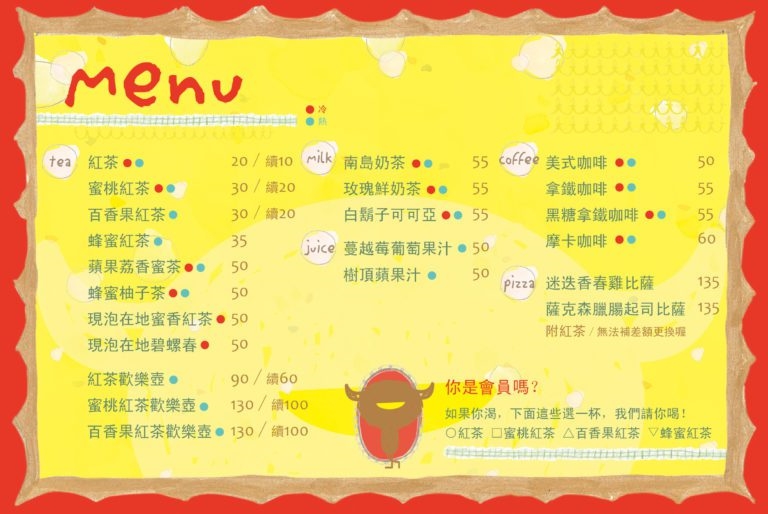 menu
冷
熱
tea
紅茶 20 / 續10
蜜桃紅茶 30 / 續20
百香果紅茶 30 / 續20
蜂蜜紅茶 35
蘋果荔香蜜茶 50
蜂蜜柚子茶 50
現泡在地蜜香紅茶 50
現泡在地碧螺春 50
紅茶歡樂壺 90 / 續60
蜜桃紅茶歡樂壺 130 / 續100
百香果紅茶歡樂壺 130 / 續100
milk
南島奶茶 55
玫瑰鮮奶茶 55
白鬍子可可亞 55
juice
蔓越莓葡萄果汁 50
樹頂蘋果汁 50
coffee
美式咖啡 50
拿鐵咖啡 55
黑糖拿鐵咖啡 55
摩卡咖啡 60
pizza
迷迭香春雞比薩 135
薩克森臘腸起司比薩 135
附紅茶 / 無法補差額更換喔
你是會員嗎？
如果你渴，下面這些選一杯，我們請你喝！
○紅茶 □蜜桃紅茶 △百香果紅茶 ▽蜂蜜紅茶